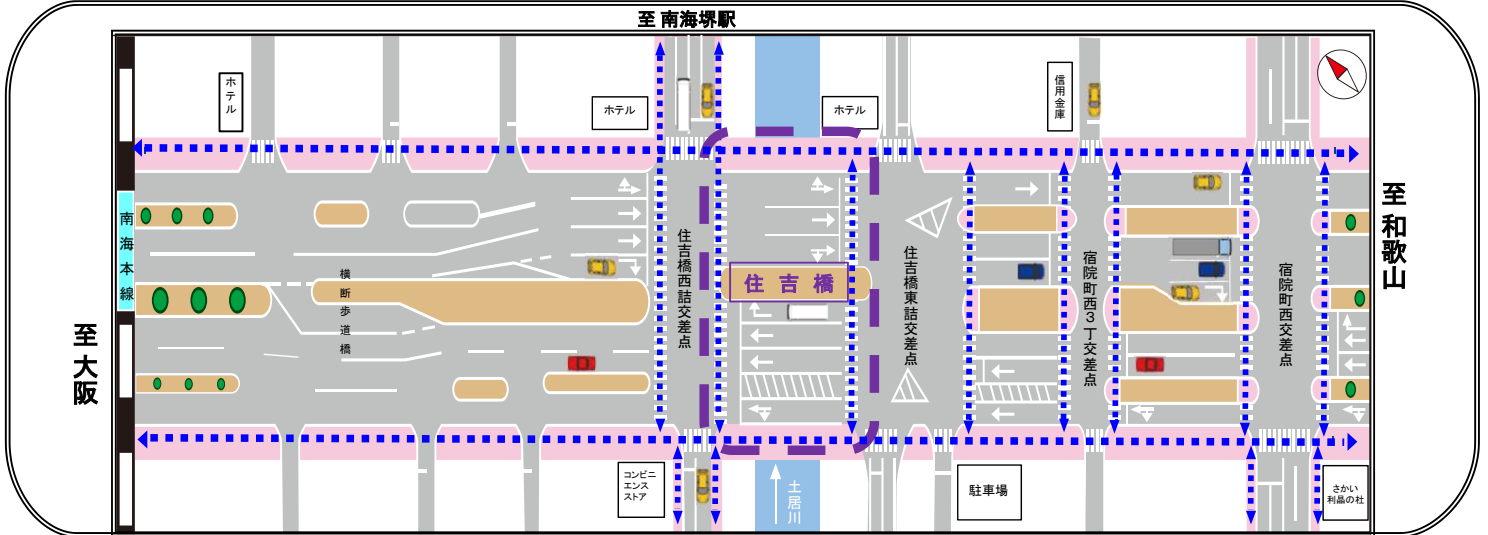 至 南海堺駅
ホテル
ホテル
ホテル
信用金庫
南海本線
横断歩道橋
住吉橋西詰交差点
住吉橋
住吉橋東詰交差点
宿院町西3丁交差点
宿院町西交差点
至 大阪
至 和歌山
コンビニ
エンス
ストア
土居川
駐車場
さかい
利晶の杜